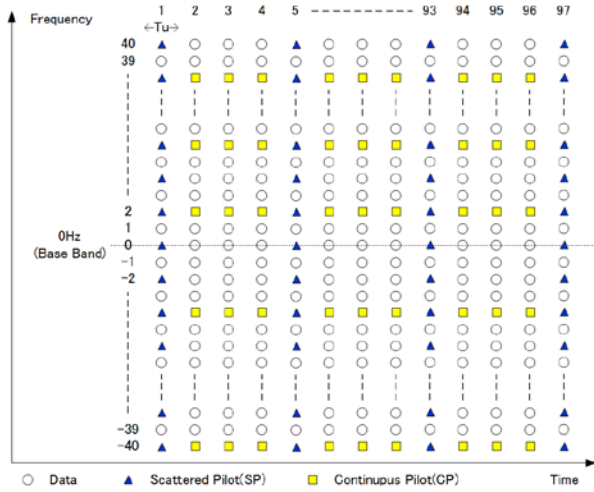 Frequency
1 2 3 4 5 93 94 95 96 97
←Tu→
40
39
2
1
0Hz
(Base Band)
0
-1
-2
-39
-40
Data Scattered Pilot(SP) Continupus Pilot(CP) Time